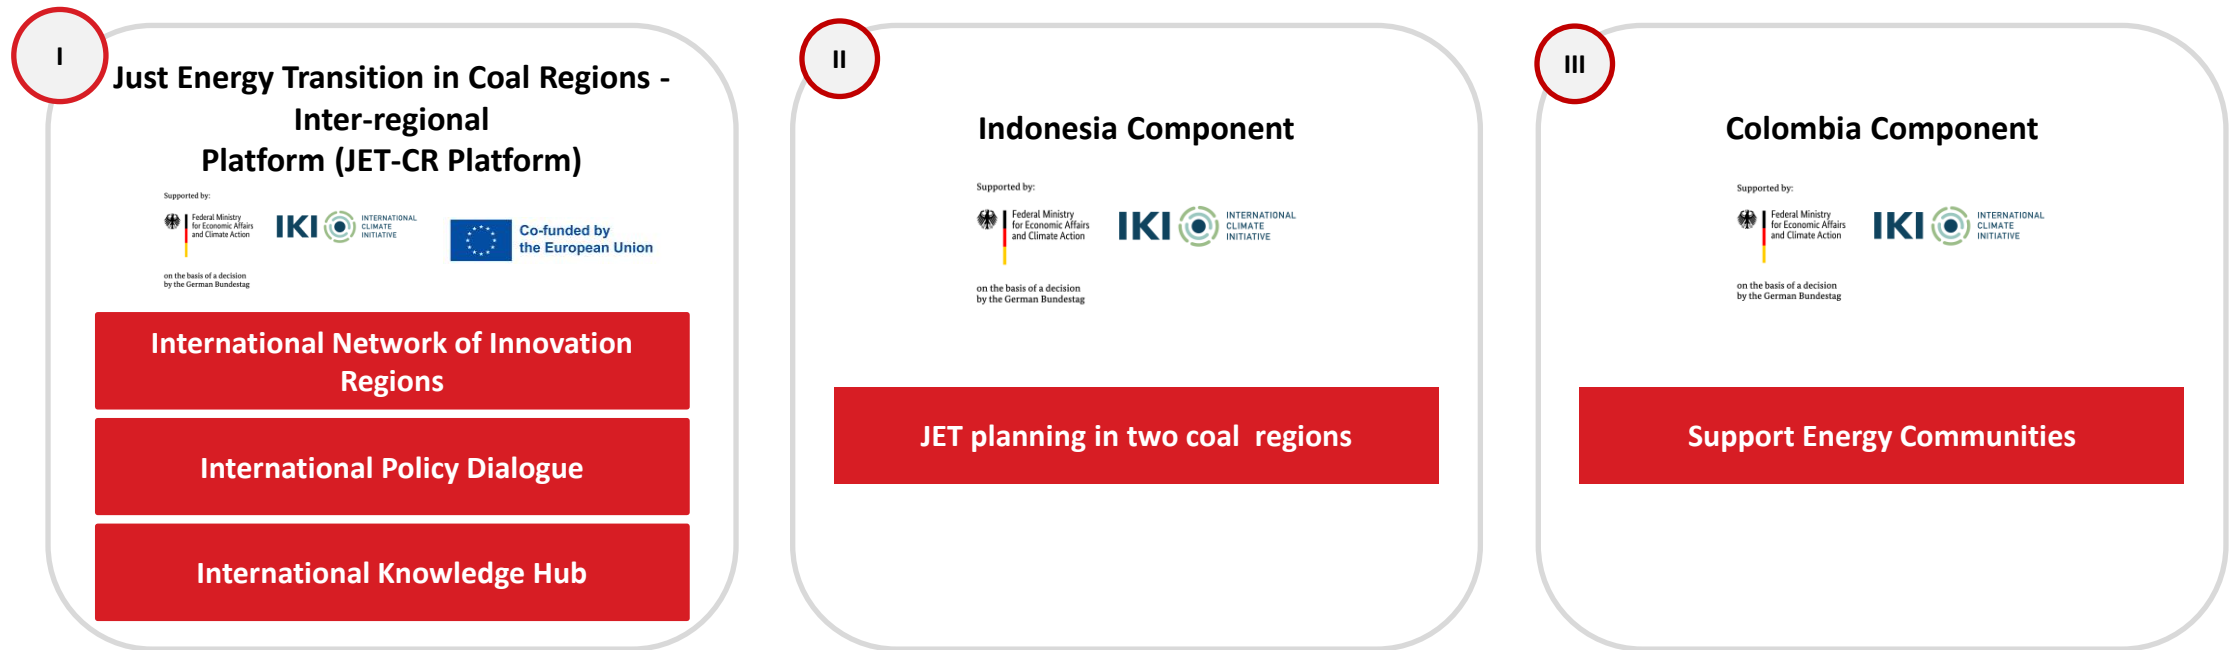 I
Just Energy Transition in Coal Regions -
Inter-regional
Platform (JET-CR Platform)
Supported by:
Federal Ministry
for Economic Affairs
and Climate Action
IKI
INTERNATIONAL
CLIMATE
INITIATIVE
Co-funded by
the European Union
on the basis of a decision
by the German Bundestag
International Network of Innovation
Regions
International Policy Dialogue
International Knowledge Hub
II
Indonesia Component
Supported by:
Federal Ministry
for Economic Affairs
and Climate Action
IKI
INTERNATIONAL
CLIMATE
INITIATIVE
on the basis of a decision
by the German Bundestag
JET planning in two coal  regions
III
Colombia Component
Supported by:
Federal Ministry
for Economic Affairs
and Climate Action
IKI
INTERNATIONAL
CLIMATE
INITIATIVE
on the basis of a decision
by the German Bundestag
Support Energy Communities